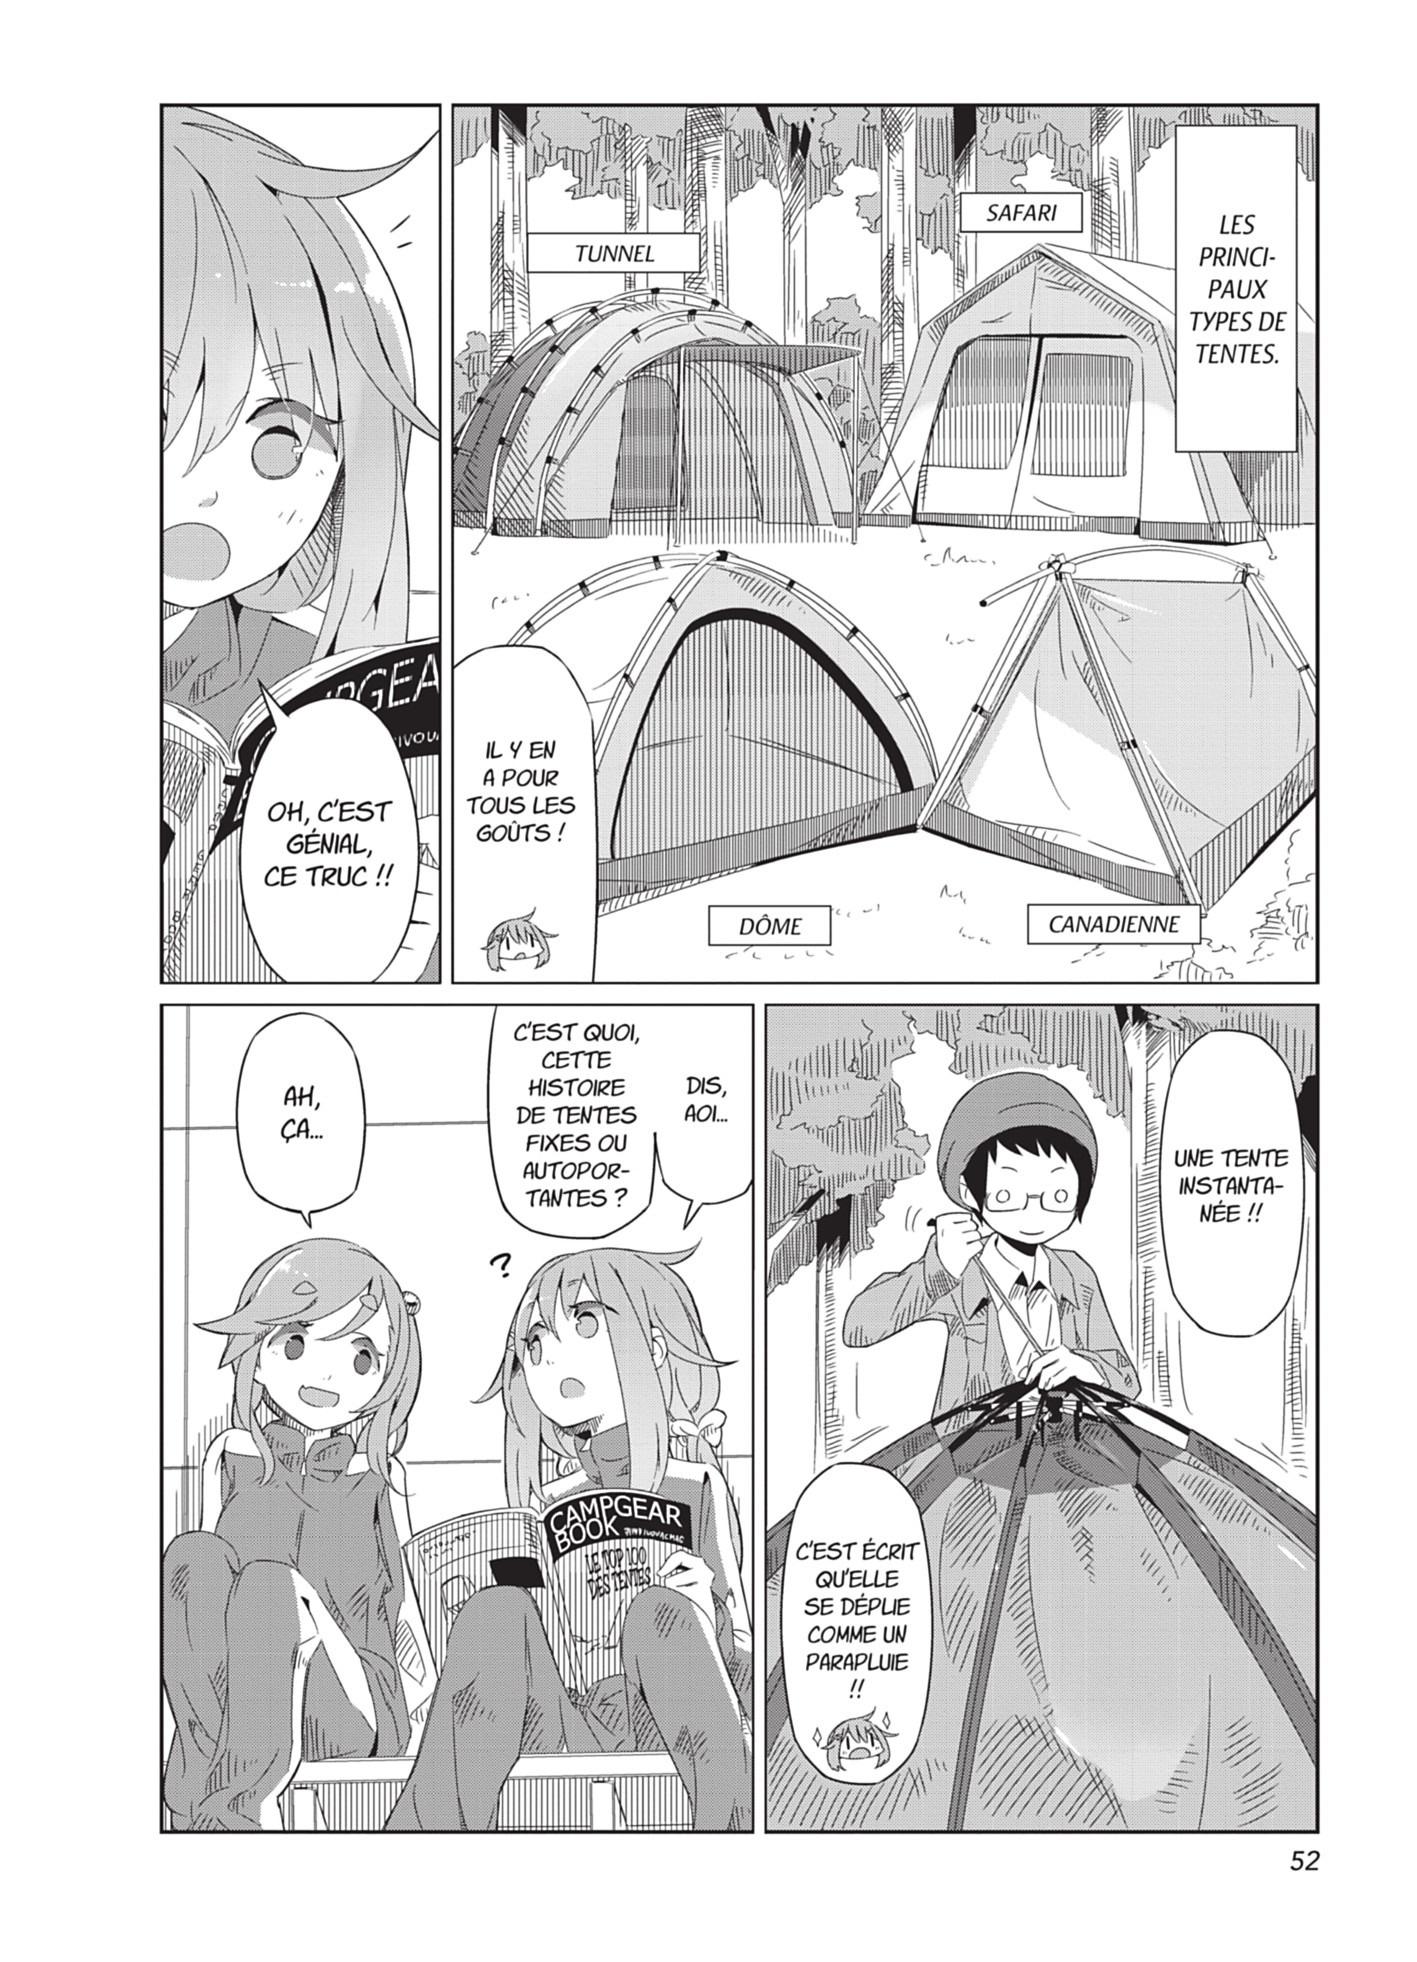 LES
PRINCI-
PAUX
TYPES DE
TENTES.
SAFARI
TUNNEL
IL Y EN
A POUR
TOUS LES
GOÛTS !
DÔME
CANADIENNE
OH, C'EST
GÉNIAL,
CE TRUC !!
UNE TENTE
INSTANTA-
NÉE !!
C'EST ÉCRIT
QU'ELLE
SE DÉPLIE
COMME UN
PARAPLUIE
!!
DIS,
AOI...
C'EST QUOI,
CETTE
HISTOIRE
DE TENTES
FIXES OU
AUTOPOR-
TANTES ?
?
AH,
ÇA...
CAMPGEAR
BOOK
LE TOP 100
DES TENTES
52